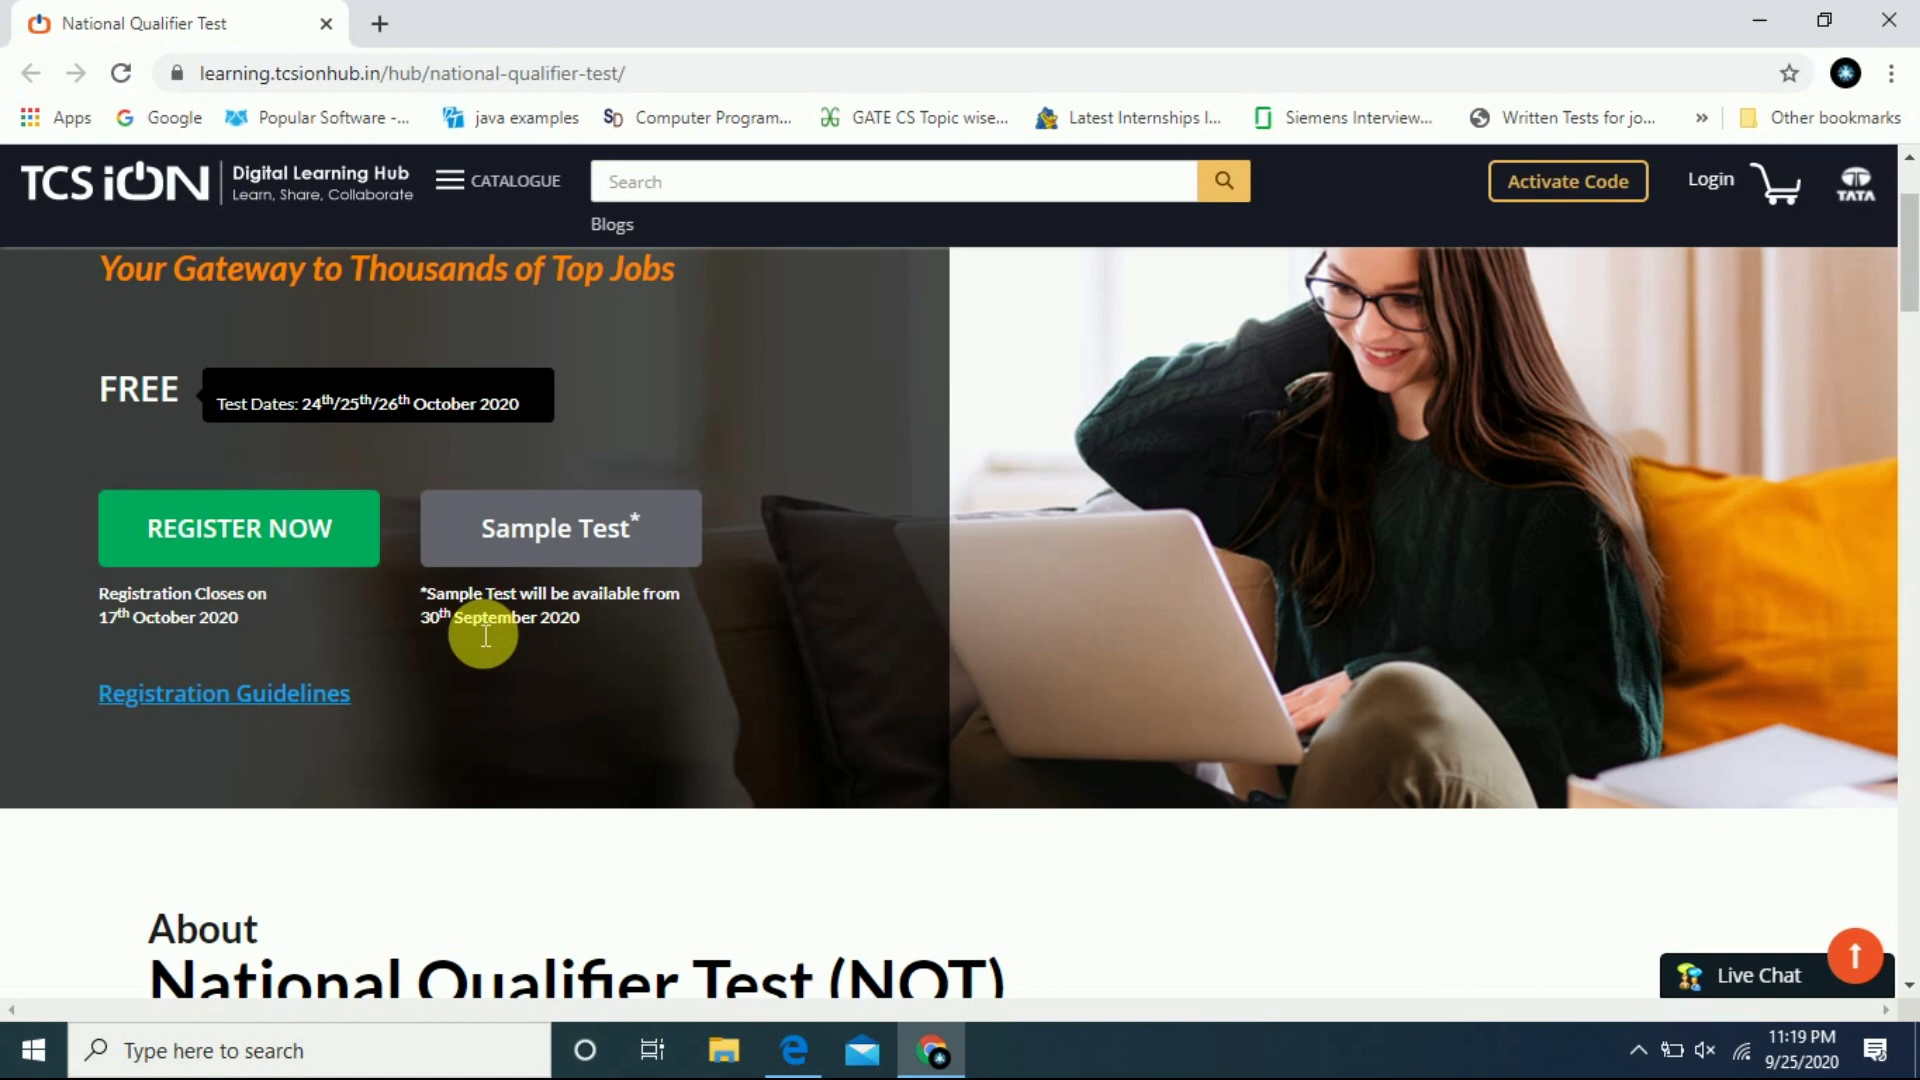 National Qualifier Test
learning.tcsionhub.in/hub/national-qualifier-test/
Apps Google Popular Software -... java examples Computer Program... GATE CS Topic wise... Latest Internships I... Siemens Interview... Written Tests for jo... » Other bookmarks
TCS iON Digital Learning Hub
Learn, Share, Collaborate
CATALOGUE
Search
Activate Code
Login
TATA
Blogs
Your Gateway to Thousands of Top Jobs
FREE
Test Dates: 24th/25th/26th October 2020
REGISTER NOW
Sample Test*
Registration Closes on
17th October 2020
*Sample Test will be available from
30th September 2020
Registration Guidelines
About
National Qualifier Test (NQT)
Live Chat
Type here to search
11:19 PM
9/25/2020